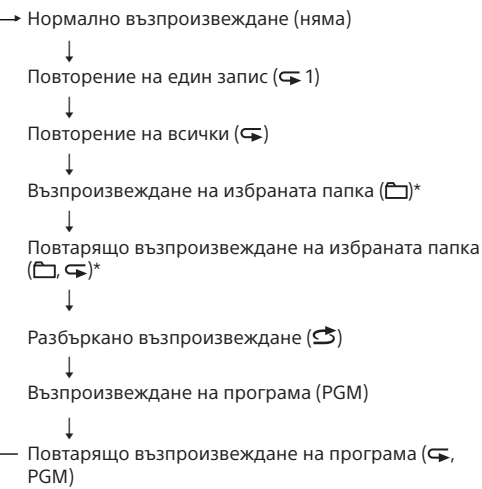 Нормално възпроизвеждане (няма)
Повторение на един запис (1)
Повторение на всички ()
Възпроизвеждане на избраната папка ()*
Повтарящо възпроизвеждане на избраната папка
(, )*
Разбъркано възпроизвеждане ()
Възпроизвеждане на програма (PGM)
Повтарящо възпроизвеждане на програма (,
PGM)